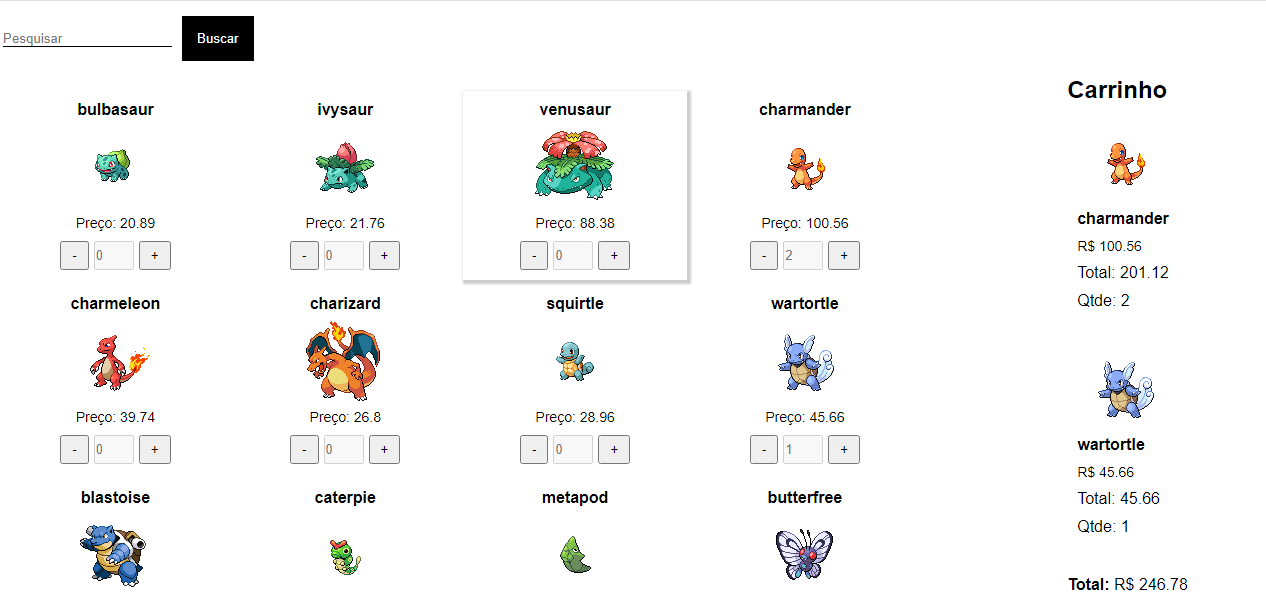 Pesquisar
Buscar
bulbasaur
Preço: 20.89
- 0 +
ivysaur
Preço: 21.76
- 0 +
venusaur
Preço: 88.38
- 0 +
charmander
Preço: 100.56
- 2 +
charmeleon
Preço: 39.74
- 0 +
charizard
Preço: 26.8
- 0 +
squirtle
Preço: 28.96
- 0 +
wartortle
Preço: 45.66
- 1 +
blastoise
caterpie
metapod
butterfree
Carrinho
charmander
R$ 100.56
Total: 201.12
Qtde: 2
wartortle
R$ 45.66
Total: 45.66
Qtde: 1
Total: R$ 246.78